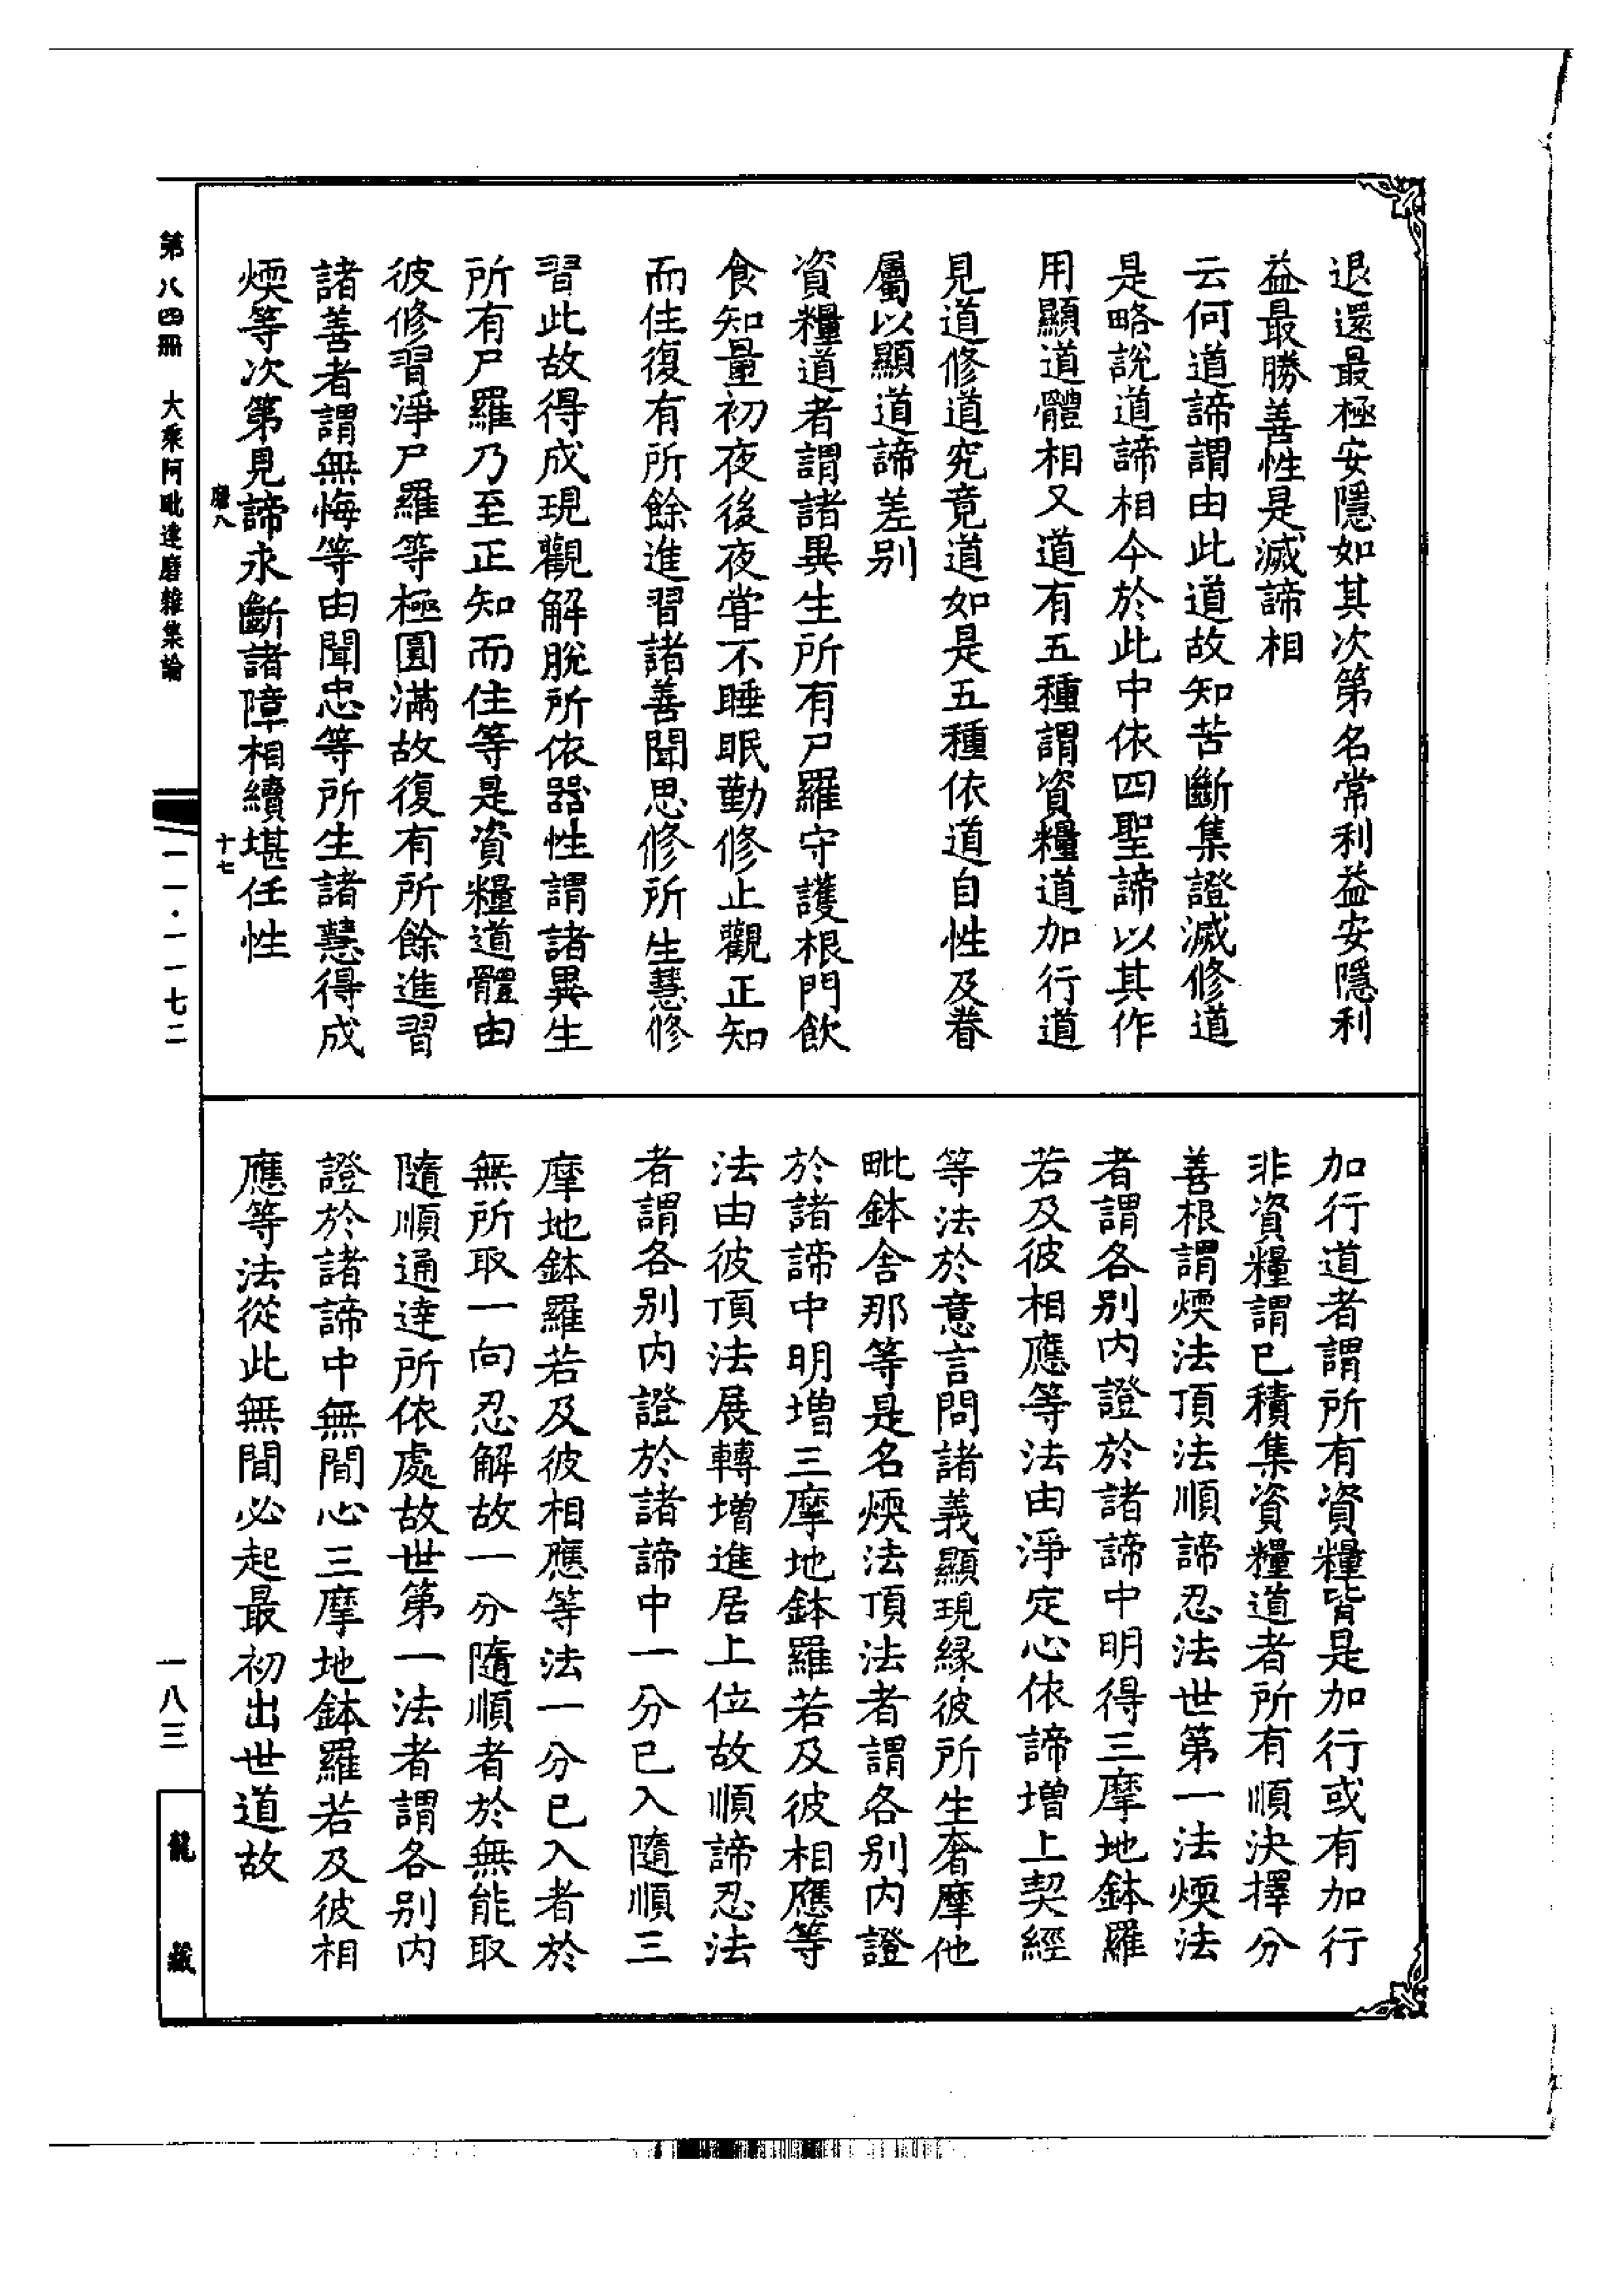 退還最極安隱如其次第名常利益安隱利
益最勝善性是滅諦相
云何道諦謂由此道故知苦斷集證滅修道
是略說道諦相今於此中依四聖諦以其作
用顯道體相又道有五種謂資糧道加行道
見道修道究竟道如是五種依道自性及眷
屬以顯道諦差别
資糧道者謂諸異生所有尸羅守護根門飲
食知量初夜後夜甞不睡眠勤修止觀正知
而住復有所餘進習諸善聞思修所生慧修
習此故得成現觀解脫所依器性謂諸異生
所有尸羅乃至正知而住等是資糧道體由
彼修習淨尸羅等極圓滿故復有所餘進習
諸善者謂無悔等由聞忠等所生諸慧得成
煗等次第見諦永斷諸障相續堪任性
加行道者謂所有資糧皆是加行或有加行
非資糧謂已積集資糧道者所有順決擇分
善根謂煗法頂法順諦忍法世第一法煗法
者謂各别内證於諸諦中明得三摩地鉢羅
若及彼相應等法由淨定心依諦增上契經
等法於意言問諸義顯現緣彼所生奢摩他
毗鉢舍那等是名煗法頂法者謂各别内證
於諸諦中明增三摩地鉢羅若及彼相應等
法由彼頂法展轉增進居上位故順諦忍法
者謂各别内證於諸諦中一分已入隨順三
摩地鉢羅若及彼相應等法一分已入者於
無所取一向忍解故一分隨順者於無能取
隨順通達所依處故世第一法者謂各别内
證於諸諦中無間心三摩地鉢羅若及彼相
應等法從此無間必起最初出世道故
磨八
十七
第八四冊
大乘阿毗達磨雜集論
一一·一一七二
一八三
龍藏